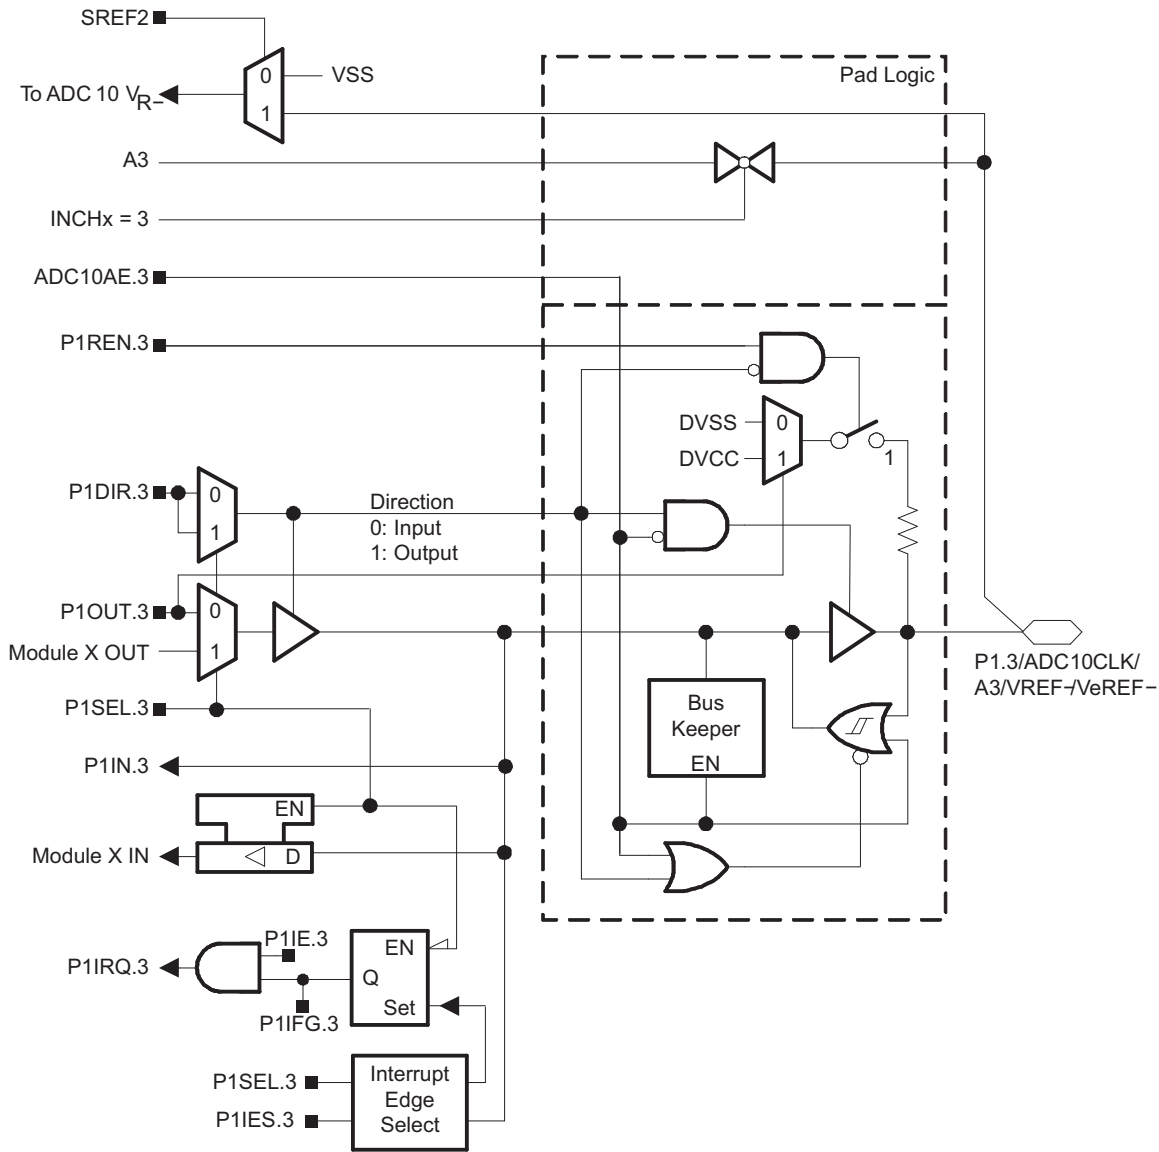 SREF2
0
VSS
To ADC 10 VR−
1
Pad Logic
A3
INCHx = 3
ADC10AE.3
P1REN.3
DVSS
0
DVCC
1
1
P1DIR.3
0
1
Direction
0: Input
1: Output
P1OUT.3
0
Module X OUT
1
P1SEL.3
P1.3/ADC10CLK/
A3/VREF−/VeREF−
Bus
Keeper
EN
P1IN.3
EN
Module X IN
D
P1IE.3
P1IRQ.3
P1IFG.3
EN
Q
Set
P1SEL.3
P1IES.3
Interrupt
Edge
Select